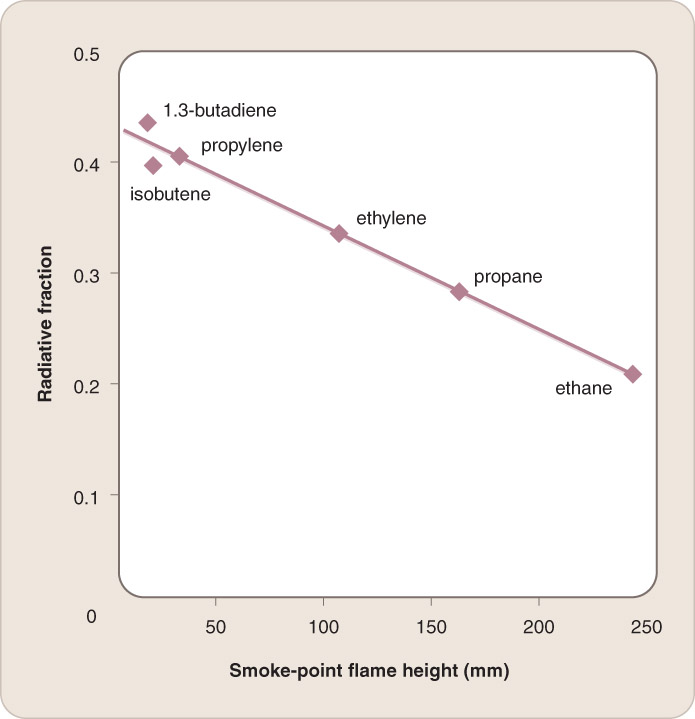 0.5
1.3-butadiene
propylene
0.4
isobutene
ethylene
0.3
propane
Radiative fraction
0.2
ethane
0.1
0
50
100
150
200
250
Smoke-point flame height (mm)